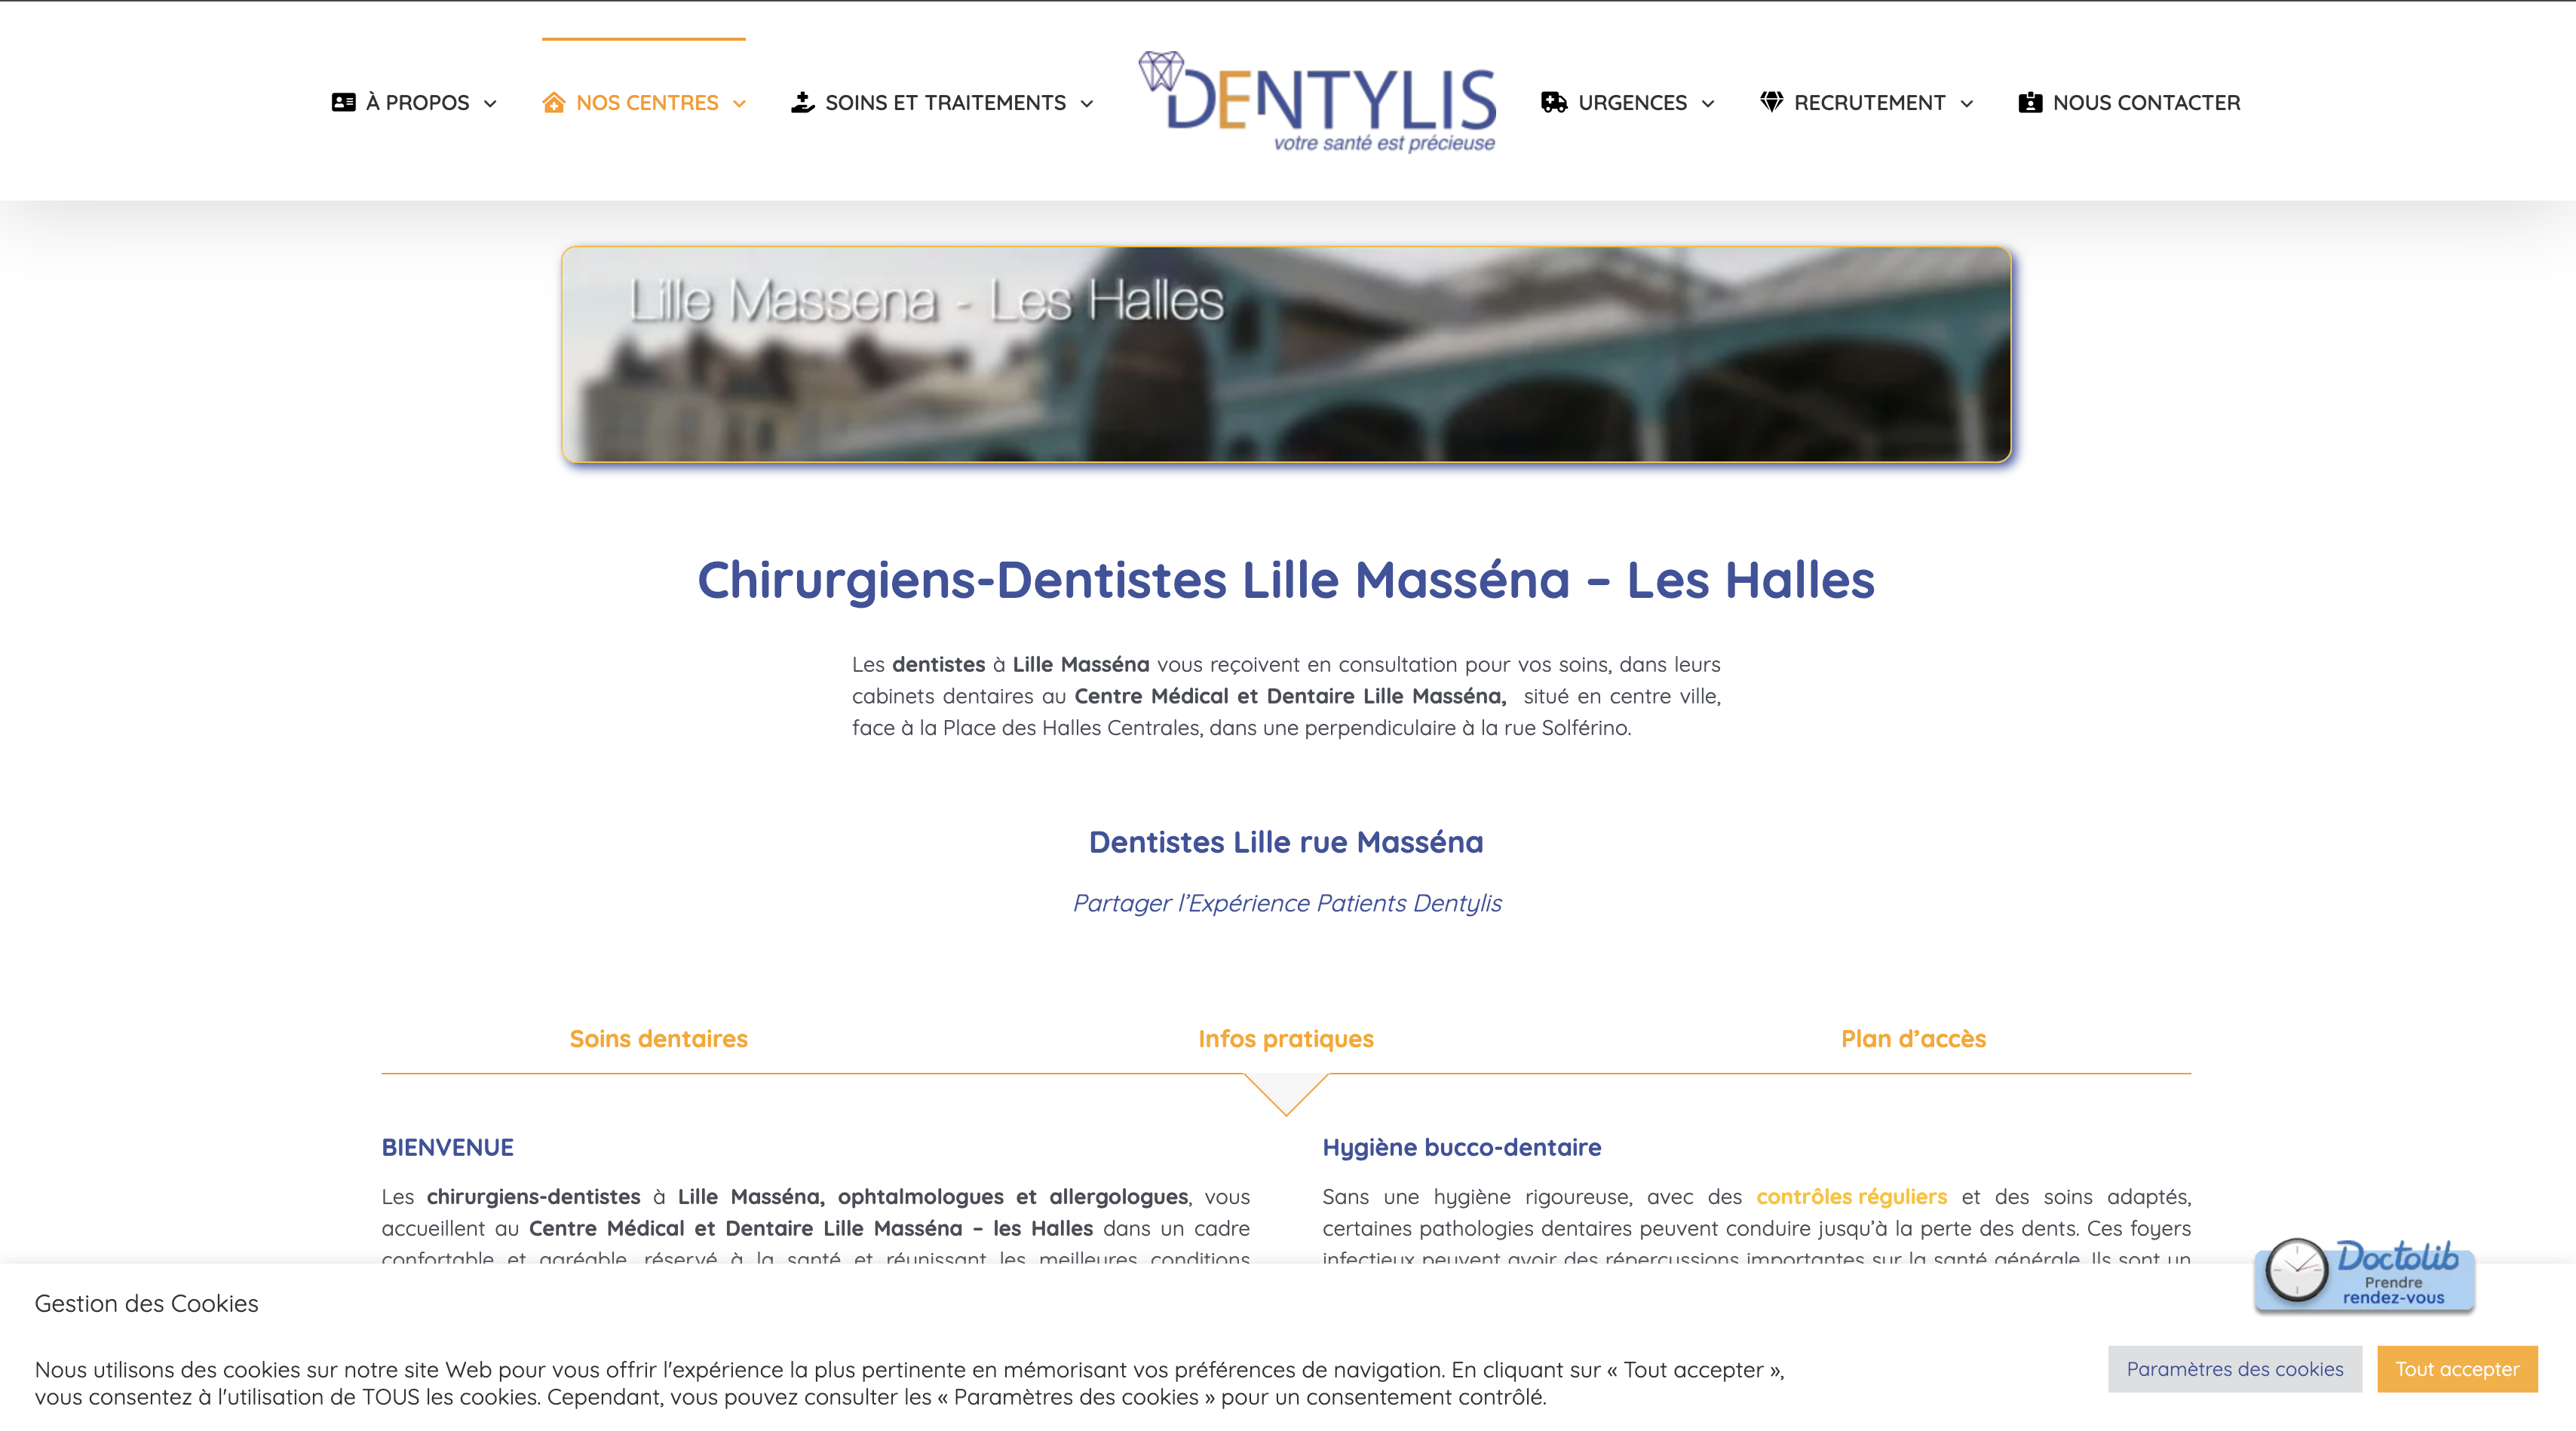 À PROPOS
NOS CENTRES
SOINS ET TRAITEMENTS
DENTYLIS
votre santé est précieuse
URGENCES
RECRUTEMENT
NOUS CONTACTER
Lille Massena - Les Halles
Chirurgiens-Dentistes Lille Masséna – Les Halles
Les dentistes à Lille Masséna vous reçoivent en consultation pour vos soins, dans leurs
cabinets dentaires au Centre Médical et Dentaire Lille Masséna, situé en centre ville,
face à la Place des Halles Centrales, dans une perpendiculaire à la rue Solférino.
Dentistes Lille rue Masséna
Partager l’Expérience Patients Dentylis
Soins dentaires
Infos pratiques
Plan d’accès
BIENVENUE
Les chirurgiens-dentistes à Lille Masséna, ophtalmologues et allergologues, vous
accueillent au Centre Médical et Dentaire Lille Masséna – les Halles dans un cadre
confortable et agréable, réservé à la santé et réunissant les meilleures conditions
Hygiène bucco-dentaire
Sans une hygiène rigoureuse, avec des contrôles réguliers et des soins adaptés,
certaines pathologies dentaires peuvent conduire jusqu’à la perte des dents. Ces foyers
infectieux peuvent avoir des répercussions importantes sur la santé générale. Ils sont un
Doctolib
Prendre
rendez-vous
Gestion des Cookies
Nous utilisons des cookies sur notre site Web pour vous offrir l'expérience la plus pertinente en mémorisant vos préférences de navigation. En cliquant sur « Tout accepter »,
vous consentez à l'utilisation de TOUS les cookies. Cependant, vous pouvez consulter les « Paramètres des cookies » pour un consentement contrôlé.
Paramètres des cookies
Tout accepter